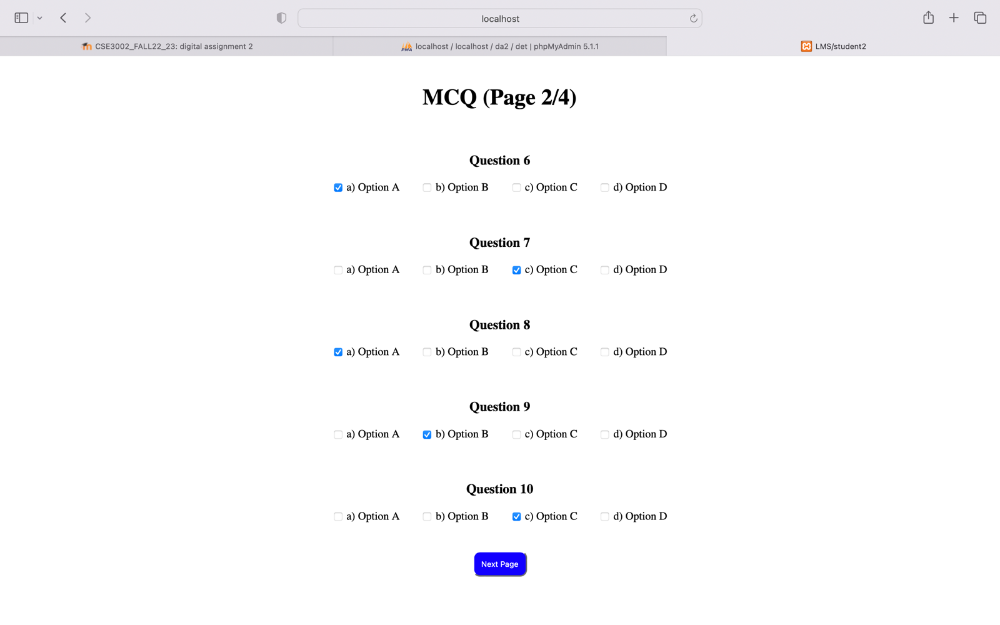 localhost
CSE3002_FALL22_23: digital assignment 2
PMA localhost / localhost / da2 / det | phpMyAdmin 5.1.1
LMS/student2
MCQ (Page 2/4)
Question 6
a) Option A b) Option B c) Option C d) Option D
Question 7
a) Option A b) Option B c) Option C d) Option D
Question 8
a) Option A b) Option B c) Option C d) Option D
Question 9
a) Option A b) Option B c) Option C d) Option D
Question 10
a) Option A b) Option B c) Option C d) Option D
Next Page